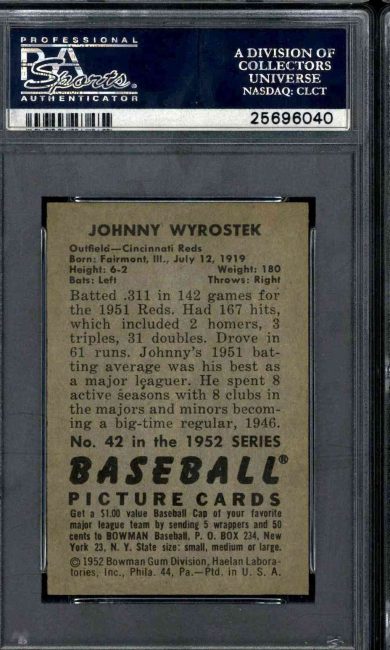 PROFESSIONAL
PSA
Sports
AUTHENTICATOR
A DIVISION OF
COLLECTORS
UNIVERSE
NASDAQ: CLCT
25696040
JOHNNY WYROSTEK
Outfield—Cincinnati Reds
Born: Fairmont, Ill., July 12, 1919
Height: 6-2 Weight: 180
Bats: Left Throws: Right
Batted .311 in 142 games for
the 1951 Reds. Had 167 hits,
which included 2 homers, 3
triples, 31 doubles. Drove in
61 runs. Johnny's 1951 bat-
ting average was his best as
a major leaguer. He spent 8
active seasons with 8 clubs in
the majors and minors becom-
ing a big-time regular, 1946.
No. 42 in the 1952 SERIES
BASEBALL®
PICTURE CARDS
Get a $1.00 value Baseball Cap of your favorite
major league team by sending 5 wrappers and 50
cents to BOWMAN Baseball, P. O. BOX 234, New
York 23, N. Y. State size: small, medium or large.
© 1952 Bowman Gum Division, Haelan Labora-
tories, Inc., Phila. 44, Pa.—Ptd. in U. S. A.